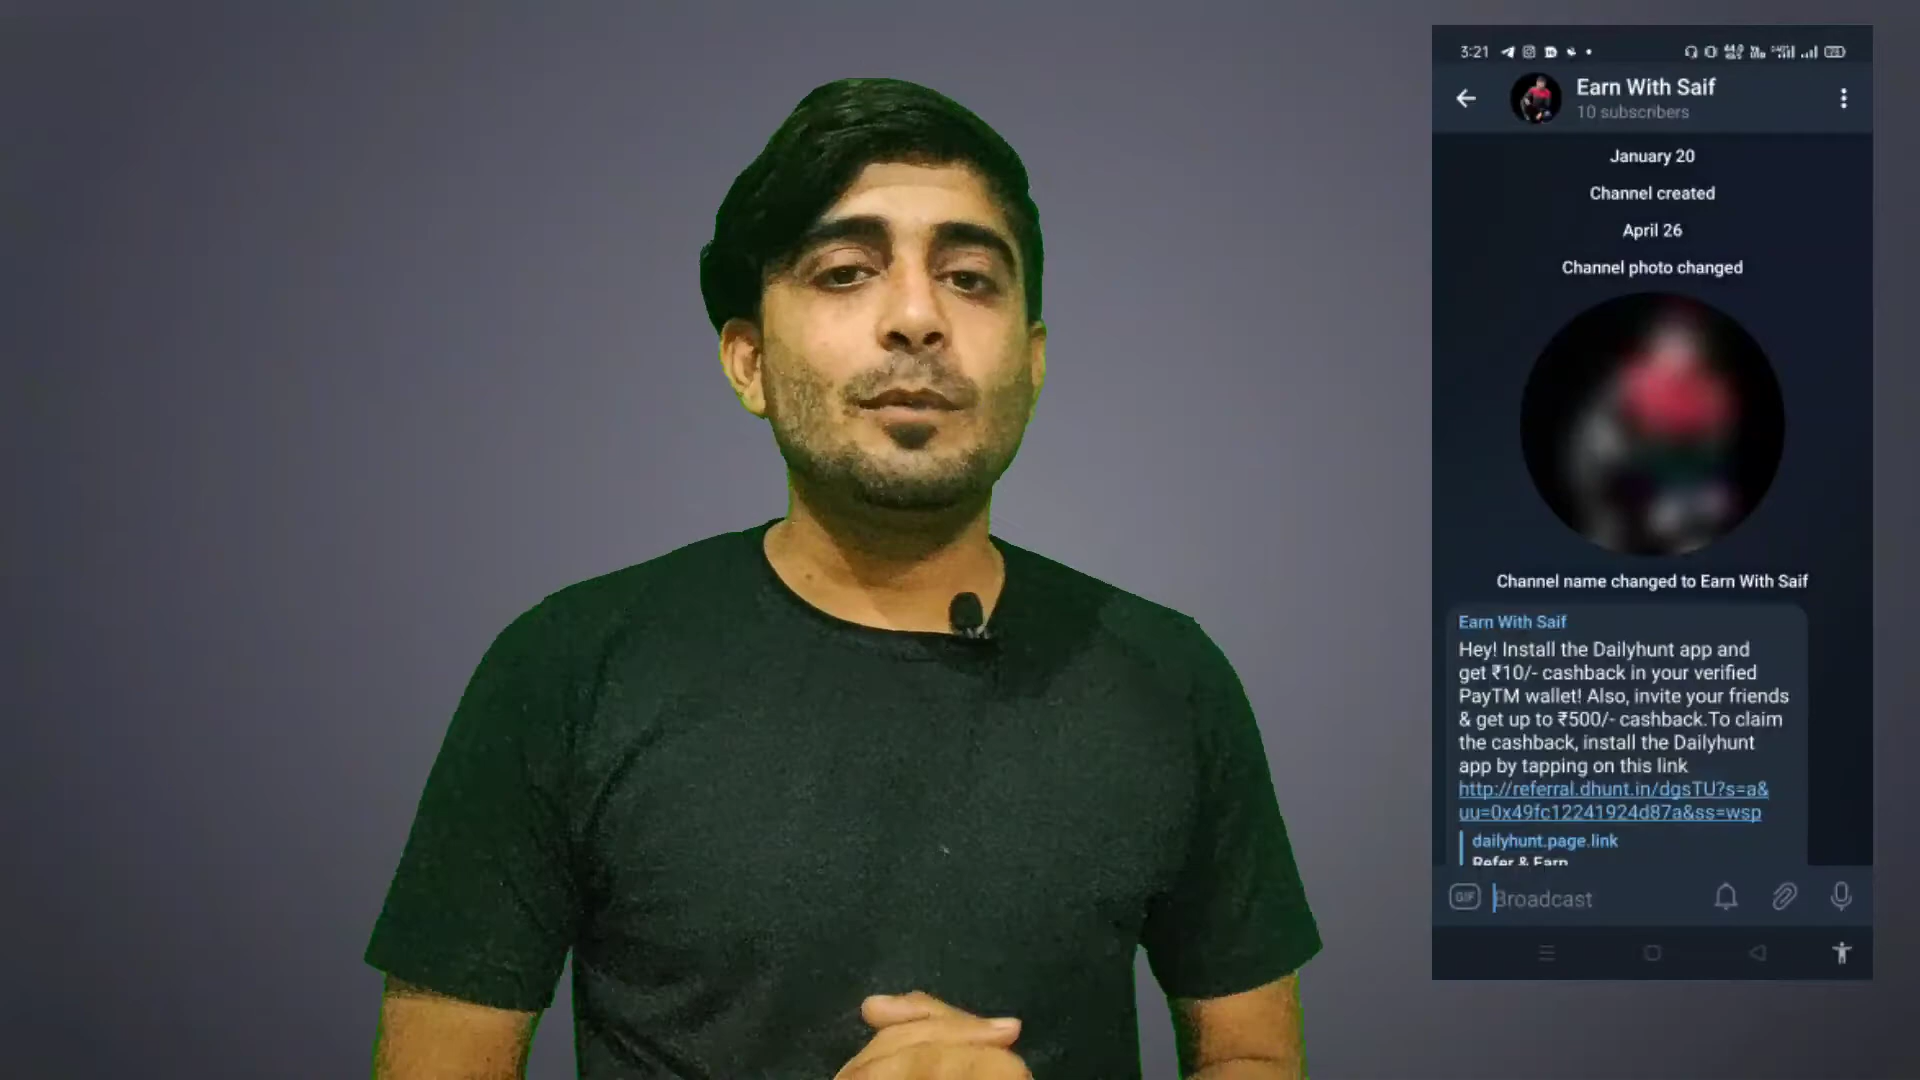 3:21
Earn With Saif
10 subscribers
January 20
Channel created
April 26
Channel photo changed
Channel name changed to Earn With Saif
Earn With Saif
Hey! Install the Dailyhunt app and
get ₹10/- cashback in your verified
PayTM wallet! Also, invite your friends
& get up to ₹500/- cashback.To claim
the cashback, install the Dailyhunt
app by tapping on this link
http://referral.dhunt.in/dgsTU?s=a&
uu=0x49fc12241924d87a&ss=wsp
dailyhunt.page.link
Refer & Earn
GIF Broadcast